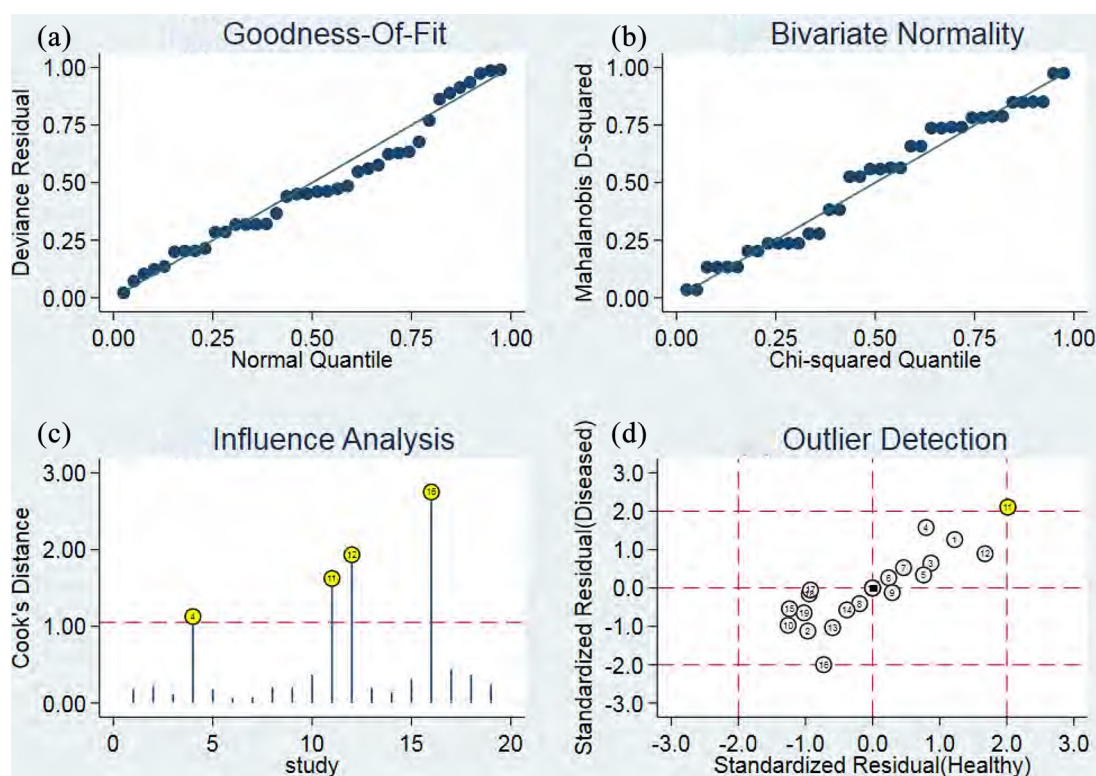 (a) Goodness-Of-Fit
Deviance Residual
1.00
0.75
0.50
0.25
0.00
0.00 0.25 0.50 0.75 1.00
Normal Quantile
(b) Bivariate Normality
Mahalanobis D-squared
1.00
0.75
0.50
0.25
0.00
0.00 0.25 0.50 0.75 1.00
Chi-squared Quantile
(c) Influence Analysis
Cook's Distance
3.00
2.00
1.00
0.00
4
11
12
16
0 5 10 15 20
study
(d) Outlier Detection
Standardized Residual(Diseased)
3.0
2.0
1.0
0.0
-1.0
-2.0
-3.0
11
4
1
12
3
7
5
6
9
8
14
15
19
10
2
13
16
-3.0 -2.0 -1.0 0.0 1.0 2.0 3.0
Standardized Residual(Healthy)